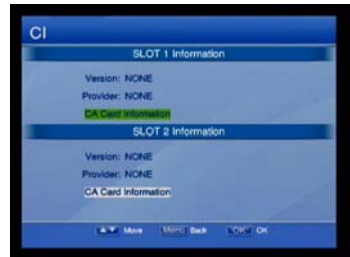 CI
SLOT 1 Information
Version: NONE
Provider: NONE
CA Card Information
SLOT 2 Information
Version: NONE
Provider: NONE
CA Card Information
Move Menu Back OK OK